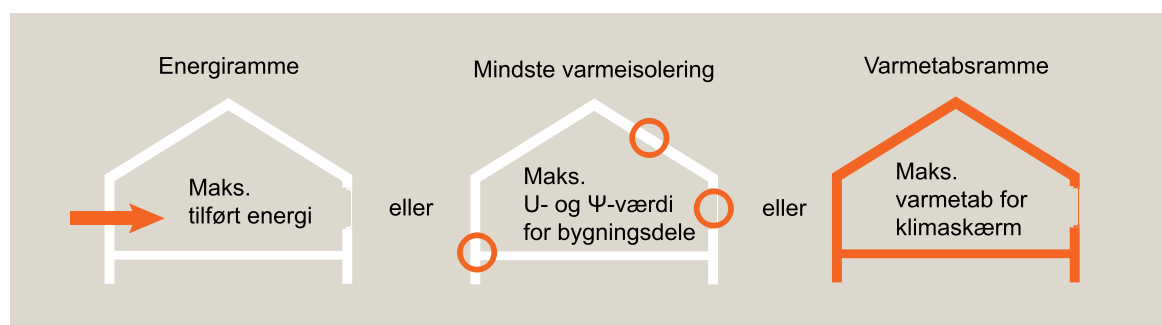 Energiramme
Maks.
tilført energi
eller
Mindste varmeisolering
Maks.
U- og Ψ-værdi
for bygningsdele
eller
Varmetabsramme
Maks.
varmetab for
klimaskærm